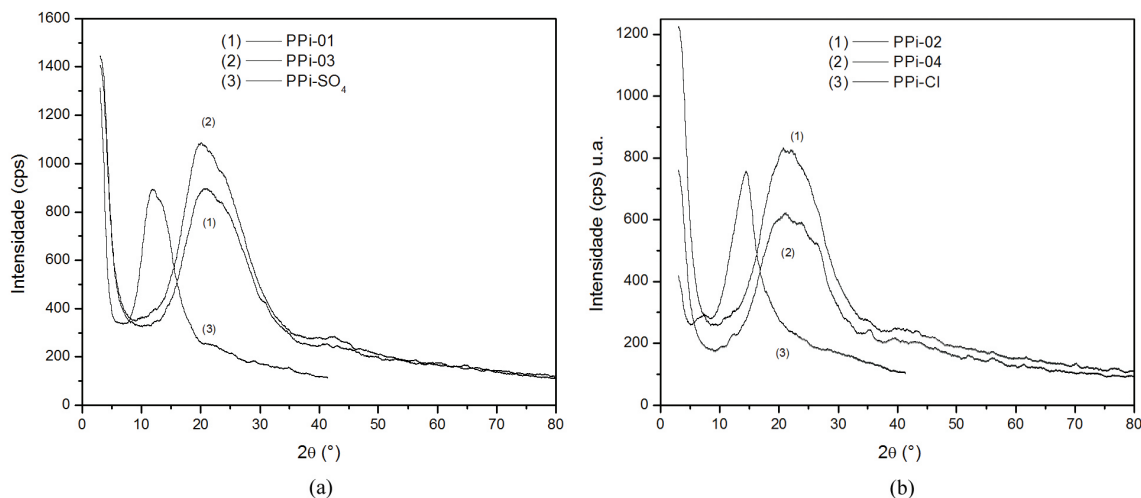 (1) PPi-01
(2) PPi-03
(3) PPi-SO₄
Intensidade (cps)
1600
1400
1200
1000
800
600
400
200
0
(2)
(1)
(3)
0 10 20 30 40 50 60 70 80
2θ (°)
(a)
(1) PPi-02
(2) PPi-04
(3) PPi-Cl
Intensidade (cps) u.a.
1200
1000
800
600
400
200
0
(1)
(2)
(3)
0 10 20 30 40 50 60 70 80
2θ (°)
(b)